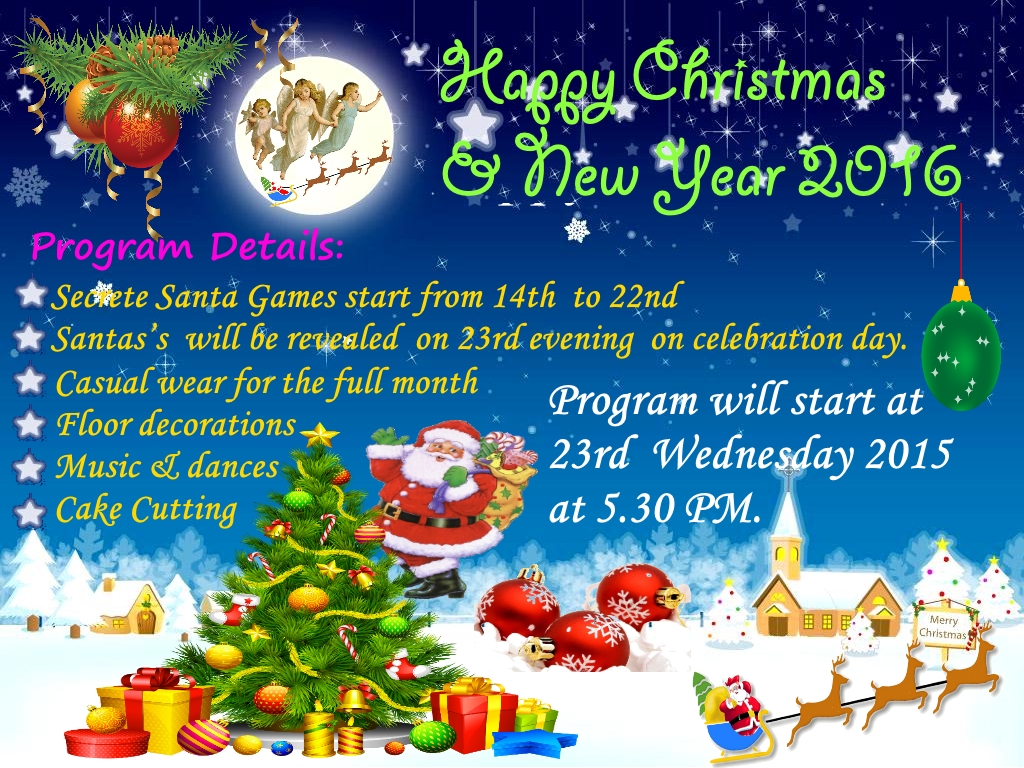 Happy Christmas
& New Year 2016
Program Details:
Secrete Santa Games start from 14th to 22nd
Santas's will be revealed on 23rd evening on celebration day.
Casual wear for the full month
Floor decorations
Music & dances
Cake Cutting
Program will start at
23rd Wednesday 2015
at 5.30 PM.
Merry
Christmas